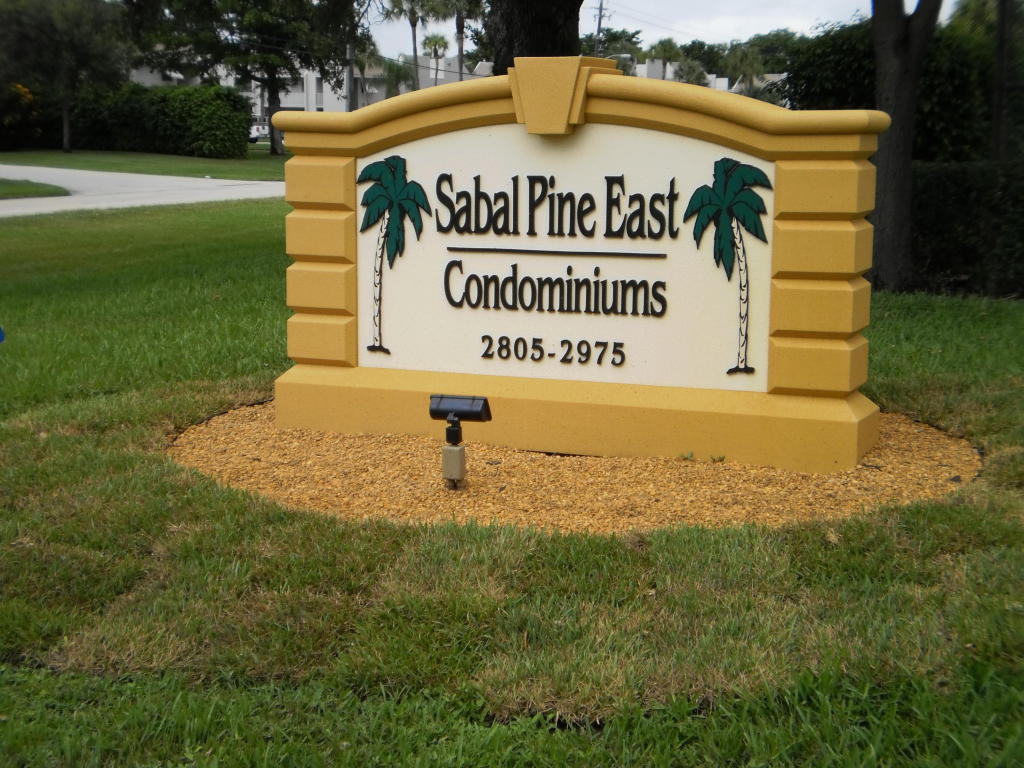 Sabal Pine East
Condominiums
2805-2975